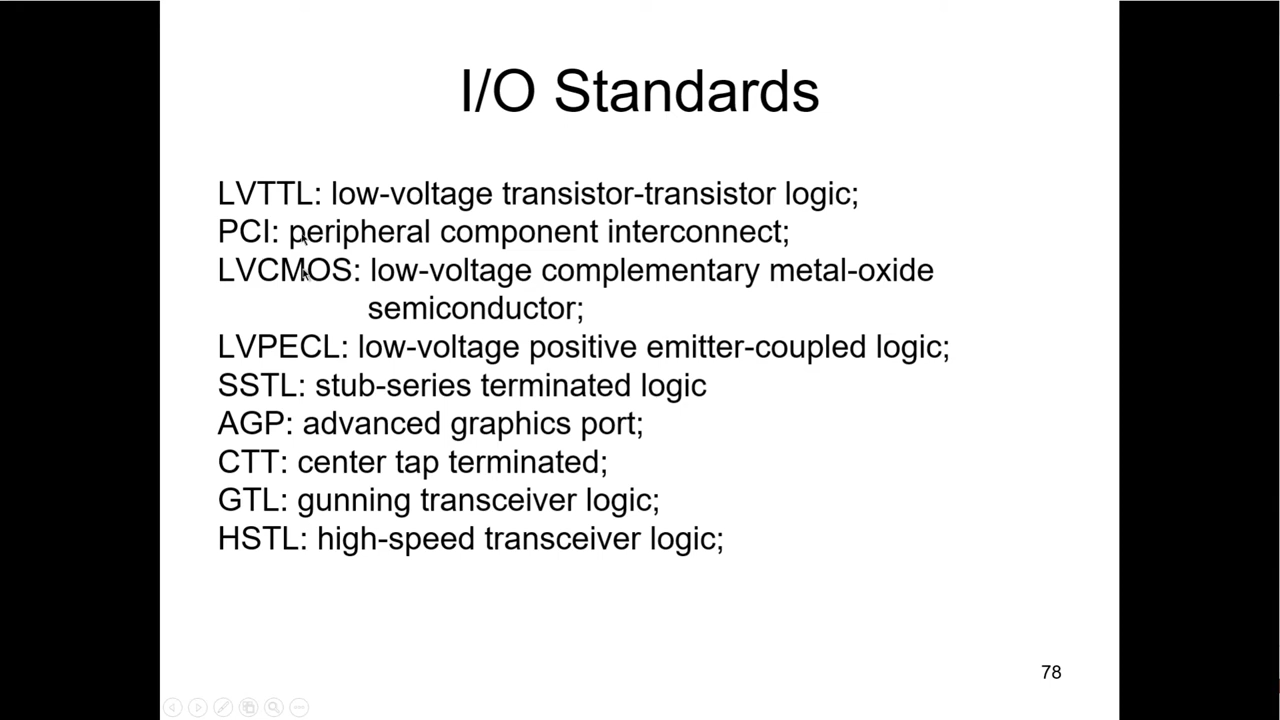 I/O Standards
LVTTL: low-voltage transistor-transistor logic;
PCI: peripheral component interconnect;
LVCMOS: low-voltage complementary metal-oxide
semiconductor;
LVPECL: low-voltage positive emitter-coupled logic;
SSTL: stub-series terminated logic
AGP: advanced graphics port;
CTT: center tap terminated;
GTL: gunning transceiver logic;
HSTL: high-speed transceiver logic;
78